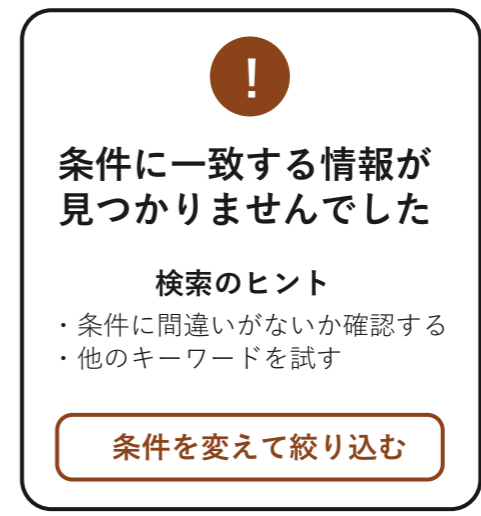 !
条件に一致する情報が
見つかりませんでした
検索のヒント
・条件に間違いがないか確認する
・他のキーワードを試す
条件を変えて絞り込む